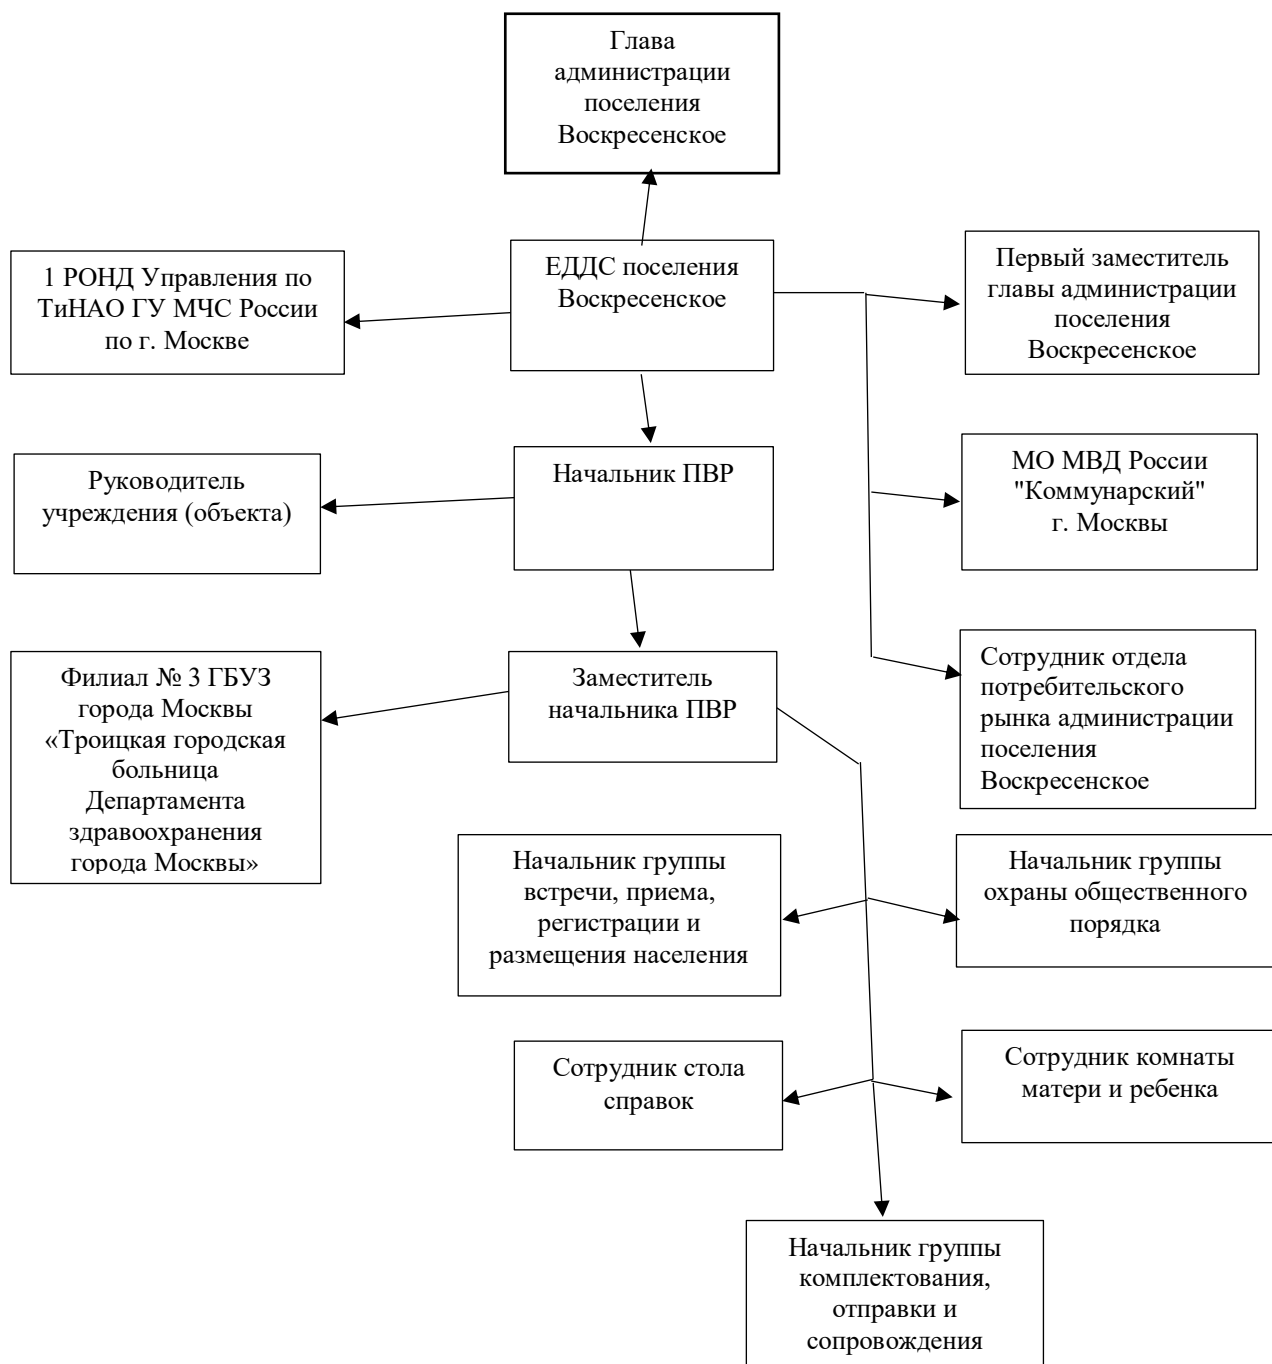 Глава
администрации
поселения
Воскресенское
1 РОНД Управления по
ТиНАО ГУ МЧС России
по г. Москве
ЕДДС поселения
Воскресенское
Первый заместитель
главы администрации
поселения
Воскресенское
Руководитель
учреждения (объекта)
Начальник ПВР
МО МВД России
"Коммунарский"
г. Москвы
Филиал № 3 ГБУЗ
города Москвы
«Троицкая городская
больница
Департамента
здравоохранения
города Москвы»
Заместитель
начальника ПВР
Сотрудник отдела
потребительского
рынка администрации
поселения
Воскресенское
Начальник группы
встречи, приема,
регистрации и
размещения населения
Начальник группы
охраны общественного
порядка
Сотрудник стола
справок
Сотрудник комнаты
матери и ребенка
Начальник группы
комплектования,
отправки и
сопровождения